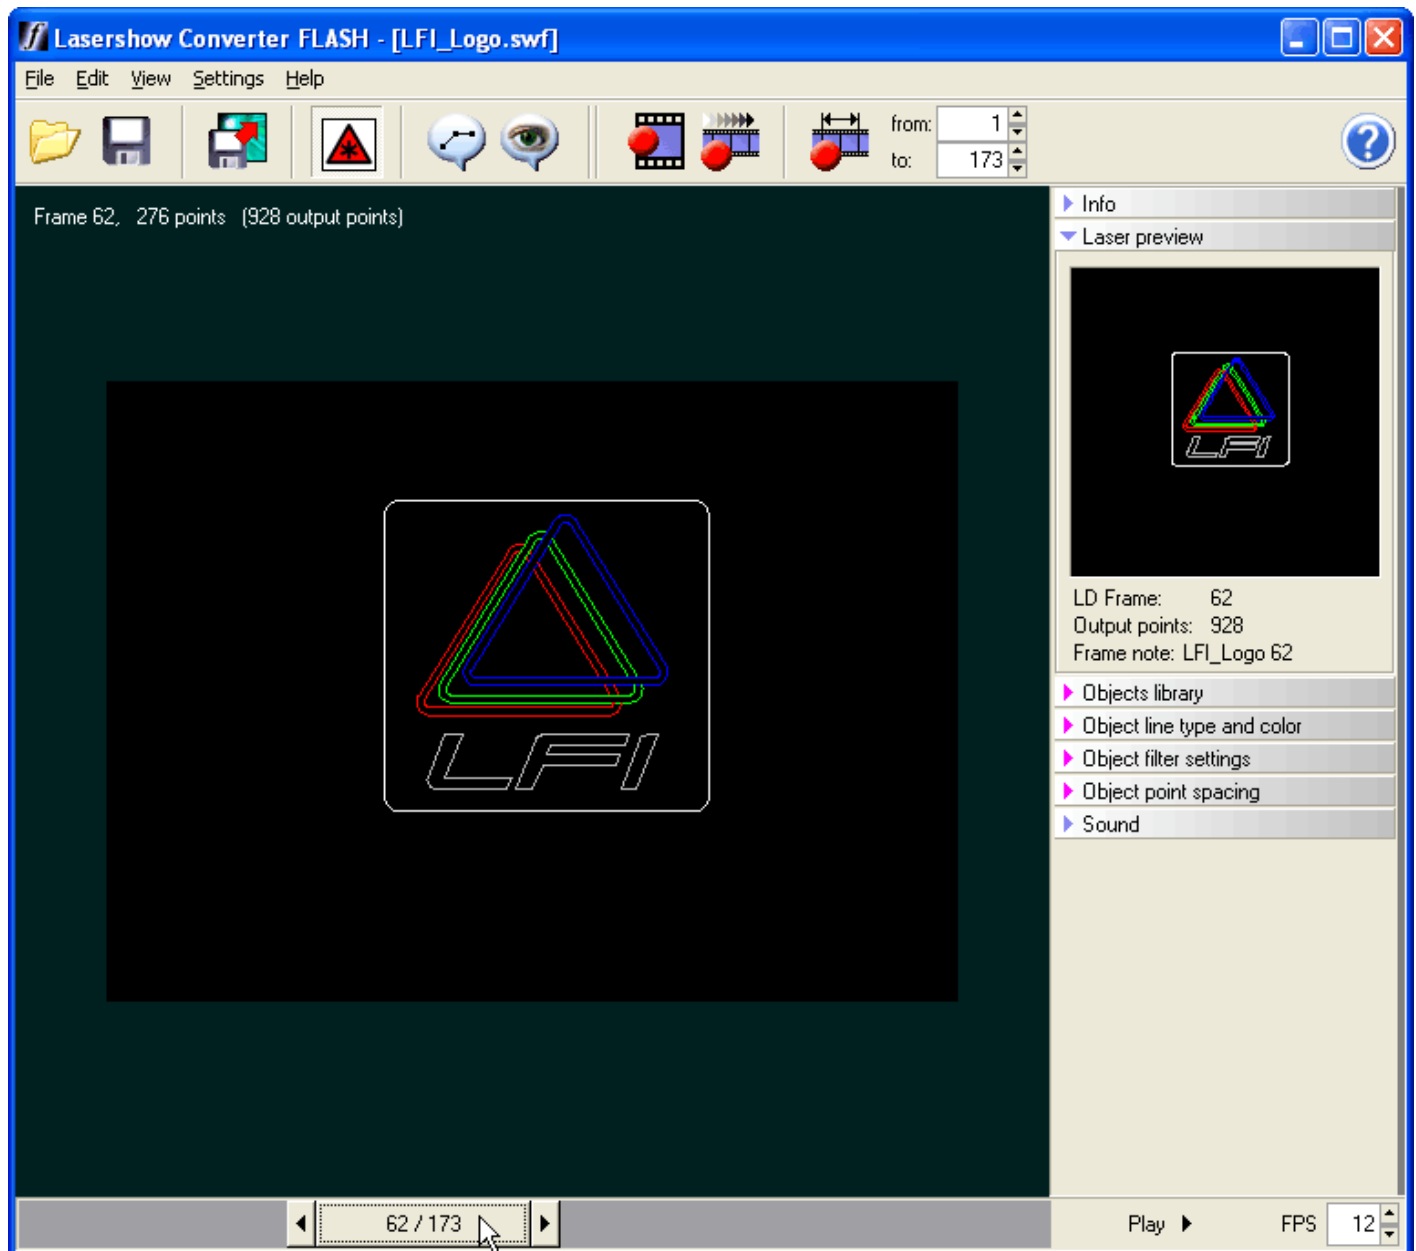 Lasershow Converter FLASH - [LFI_Logo.swf]
File Edit View Settings Help
from: 1
to: 173
Frame 62, 276 points (928 output points)
LFI
Info
Laser preview
LFI
LD Frame: 62
Output points: 928
Frame note: LFI_Logo 62
Objects library
Object line type and color
Object filter settings
Object point spacing
Sound
62 / 173
Play
FPS 12